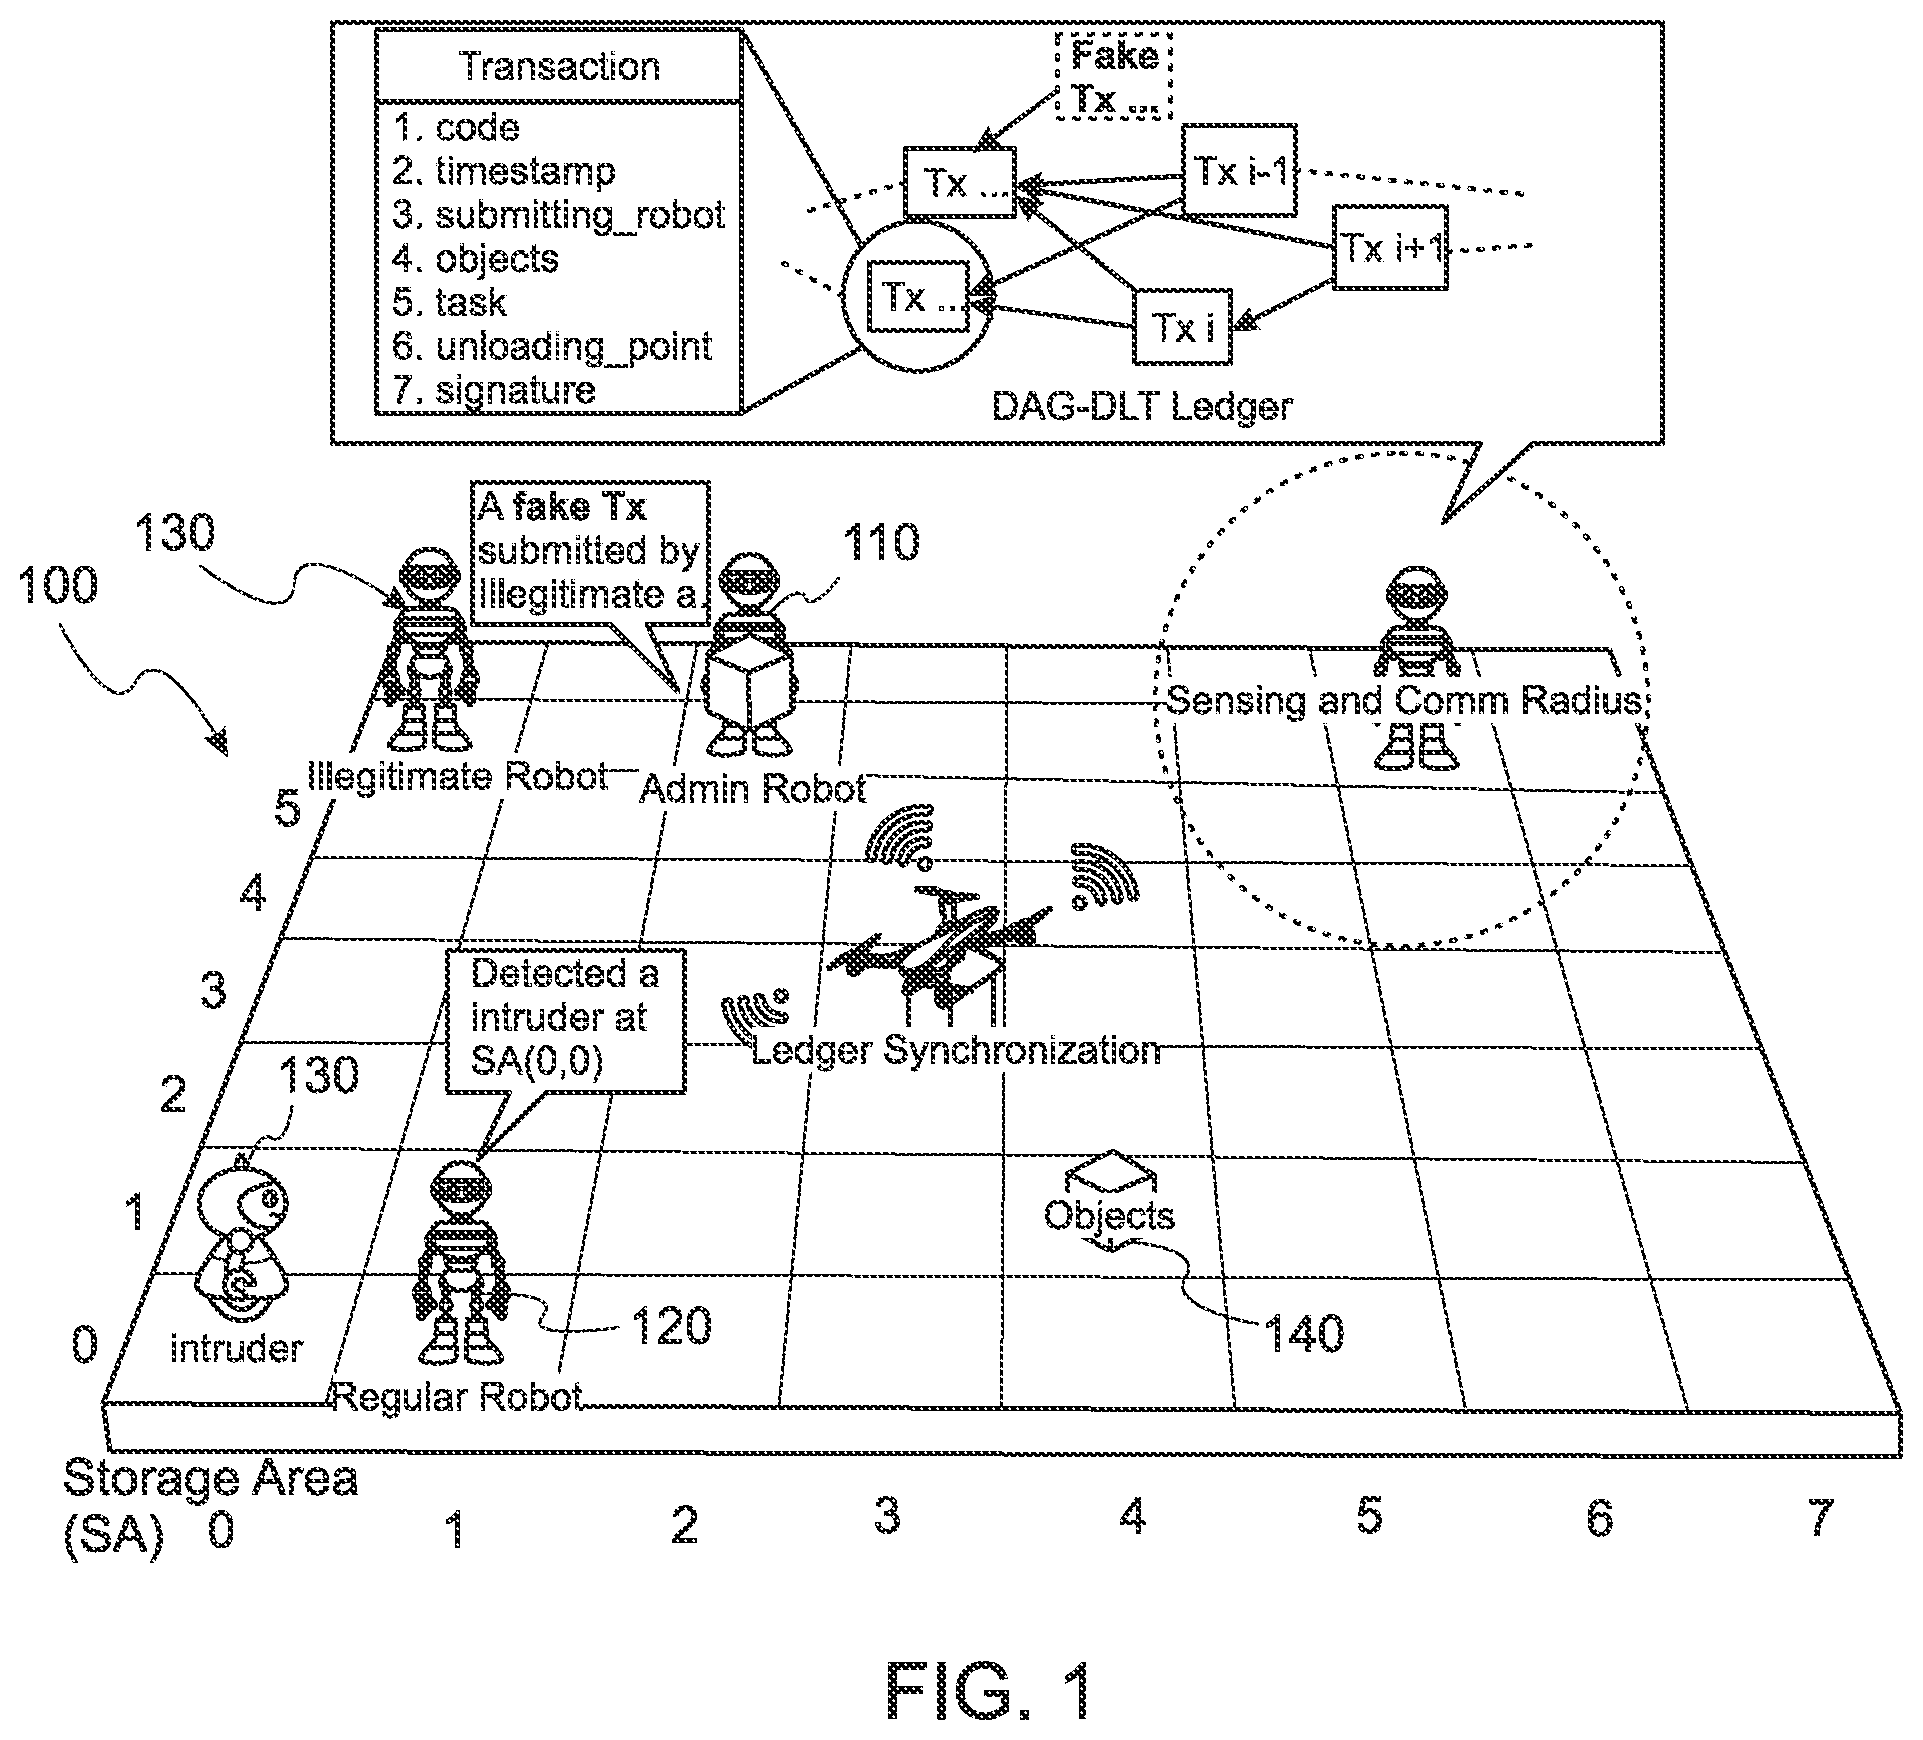 Transaction
1. code
2. timestamp
3. submitting_robot
4. objects
5. task
6. unloading_point
7. signature
Fake
Tx ...
Tx ...
Tx i-1
Tx i+1
Tx ...
Tx i
DAG-DLT Ledger
A fake Tx
submitted by
Illegitimate a.
130
110
100
Sensing and Comm Radius
Illegitimate Robot
Admin Robot
5
4
3
2
1
0
Detected a
intruder at
SA(0,0)
Ledger Synchronization
130
Objects
120
140
intruder
Regular Robot
Storage Area
(SA)
0 1 2 3 4 5 6 7
FIG. 1